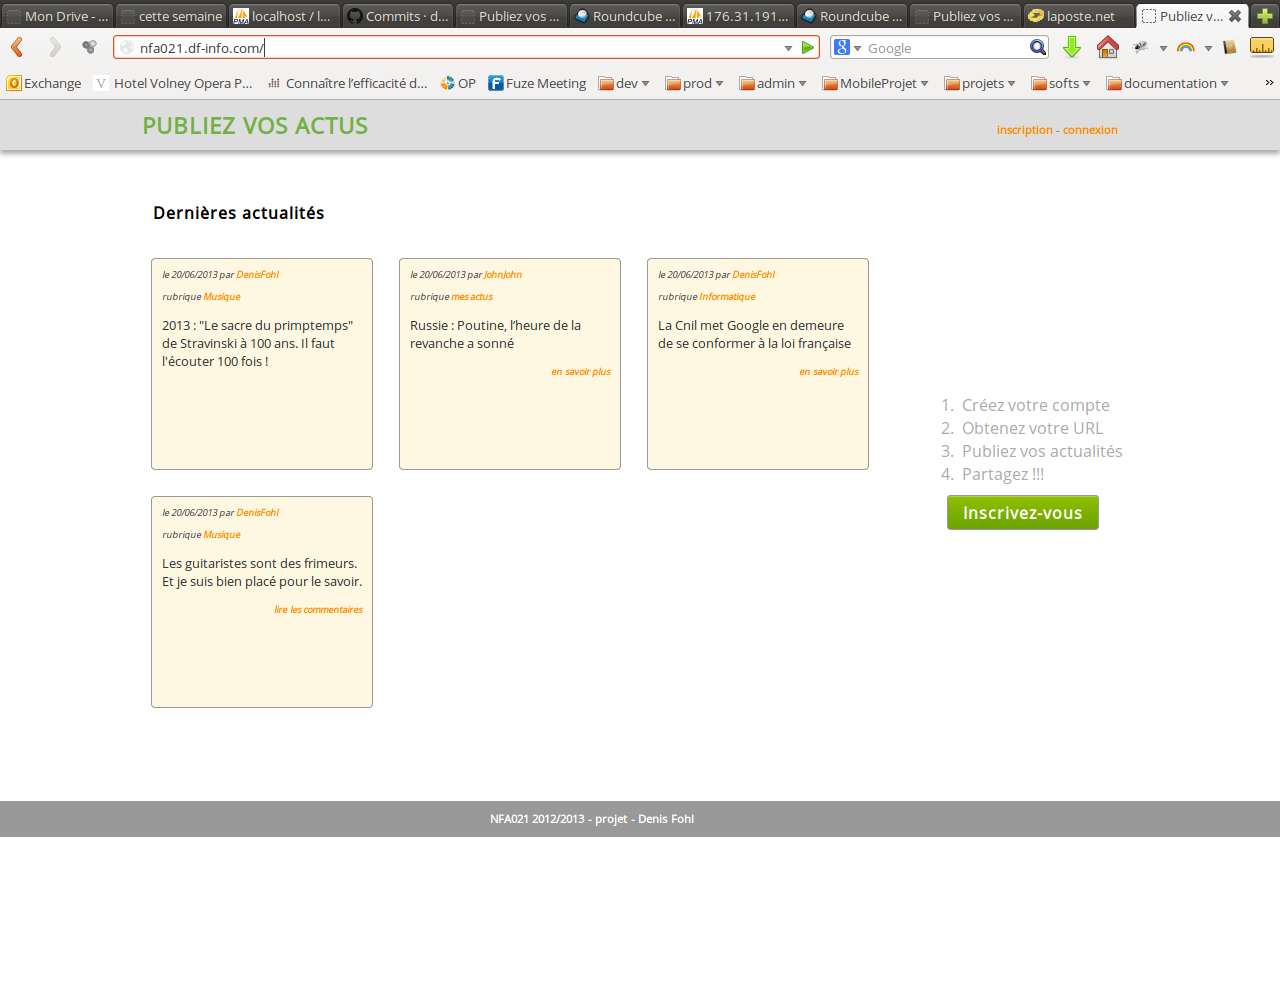 Mon Drive - ...
cette semaine
localhost / l...
Commits · d...
Publiez vos ...
Roundcube ...
176.31.191...
Roundcube ...
Publiez vos ...
laposte.net
Publiez v...
nfa021.df-info.com/
Google
Exchange
Hotel Volney Opera P...
Connaître l’efficacité d...
OP
Fuze Meeting
dev
prod
admin
MobileProjet
projets
softs
documentation
»
PUBLIEZ VOS ACTUS
inscription - connexion
Dernières actualités
le 20/06/2013 par DenisFohl
rubrique Musique
2013 : "Le sacre du primptemps"
de Stravinski à 100 ans. Il faut
l'écouter 100 fois !
le 20/06/2013 par JohnJohn
rubrique mes actus
Russie : Poutine, l’heure de la
revanche a sonné
en savoir plus
le 20/06/2013 par DenisFohl
rubrique Informatique
La Cnil met Google en demeure
de se conformer à la loi française
en savoir plus
le 20/06/2013 par DenisFohl
rubrique Musique
Les guitaristes sont des frimeurs.
Et je suis bien placé pour le savoir.
lire les commentaires
1. Créez votre compte
2. Obtenez votre URL
3. Publiez vos actualités
4. Partagez !!!
Inscrivez-vous
NFA021 2012/2013 - projet - Denis Fohl